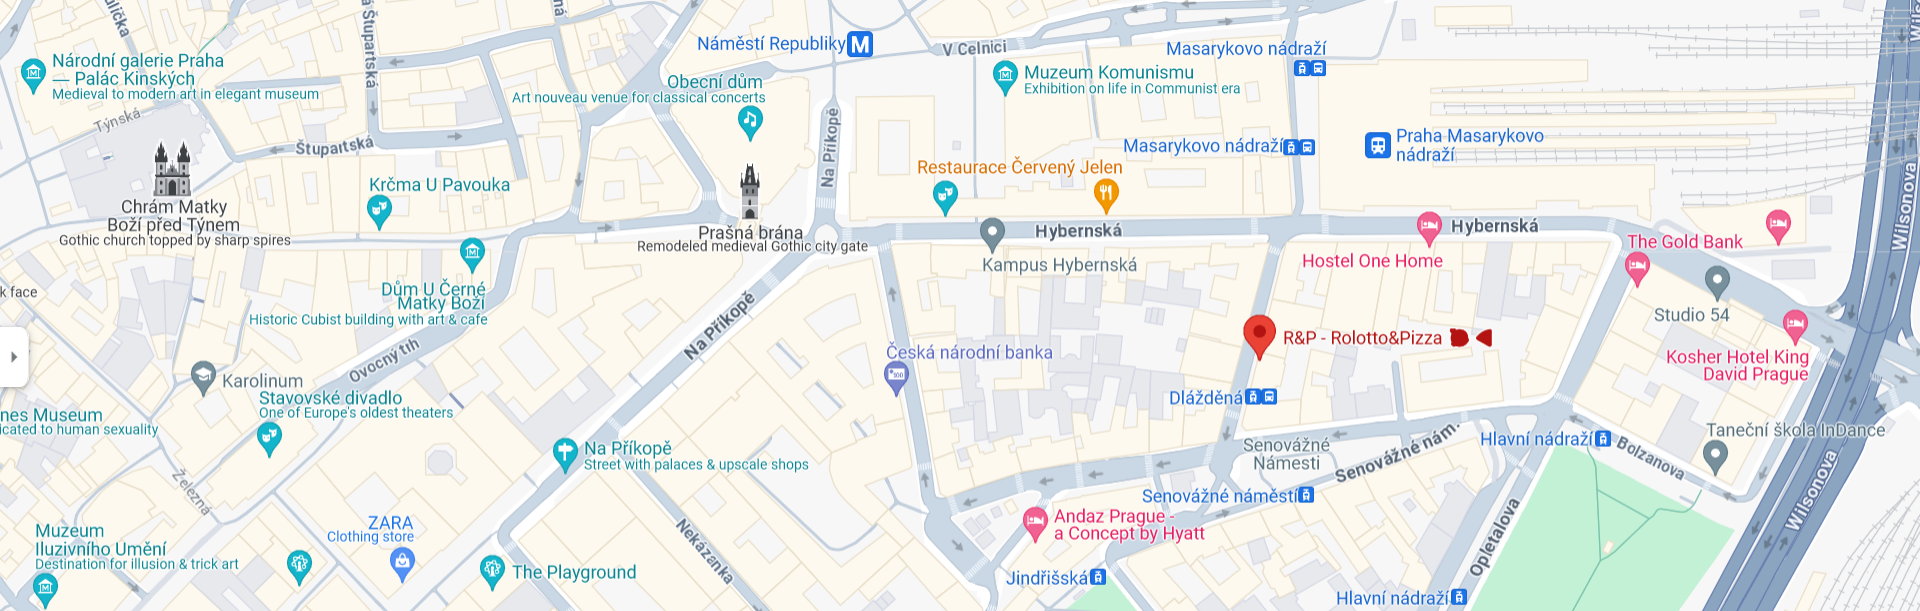 Národní galerie Praha
— Palác Kinských
Medieval to modern art in elegant museum
Týnská
Štupartská
Štupartská
Náměstí Republiky
M
Obecní dům
Art nouveau venue for classical concerts
V Celnici
Muzeum Komunismu
Exhibition on life in Communist era
Masarykovo nádraží
Masarykovo nádraží
Praha Masarykovo
nádraží
Wilsonova
Na Příkopě
Restaurace Červený Jelen
Krčma U Pavouka
Chrám Matky
Boží před Týnem
Gothic church topped by sharp spires
Prašná brána
Remodeled medieval Gothic city gate
Hybernská
Hybernská
Kampus Hybernská
Hostel One Home
The Gold Bank
Studio 54
Kosher Hotel King
David Prague
k face
Dům U Černé
Matky Boží
Historic Cubist building with art & cafe
Ovocný trh
Na Příkopě
Česká národní banka
R&P - Rolotto&Pizza
Dlážděná
Karolinum
Stavovské divadlo
One of Europe's oldest theaters
nes Museum
icated to human sexuality
Železná
Na Příkopě
Street with palaces & upscale shops
Senovážné
Námesti
Senovážné nám.
Hlavní nádraží
Bolzanova
Taneční škola InDance
Wilsonova
Senovážné náměstí
Andaz Prague -
a Concept by Hyatt
Opletalova
Nekázenka
ZARA
Clothing store
Muzeum
Iluzivního Umění
Destination for illusion & trick art
The Playground
Jindřišská
Hlavní nádraží